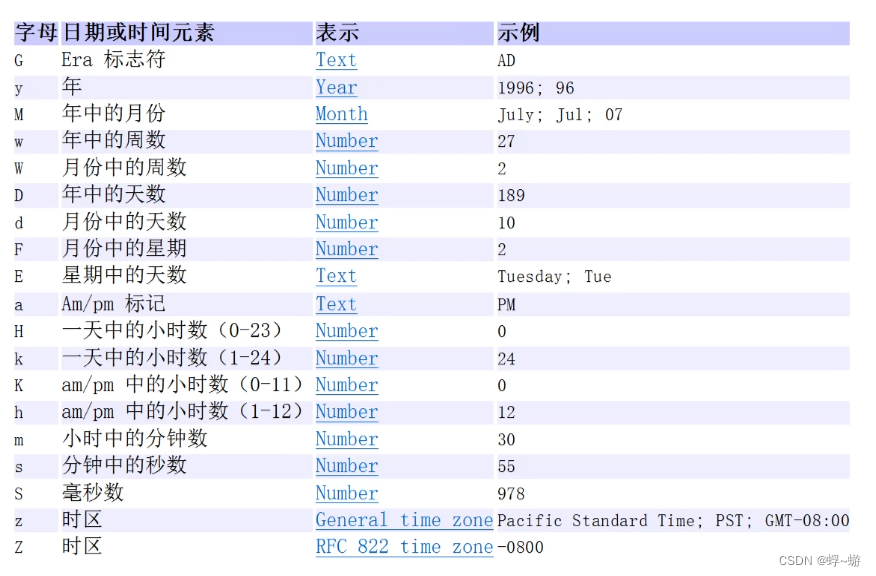 字母 日期或时间元素 表示 示例
G Era 标志符 Text AD
y 年 Year 1996; 96
M 年中的月份 Month July; Jul; 07
w 年中的周数 Number 27
W 月份中的周数 Number 2
D 年中的天数 Number 189
d 月份中的天数 Number 10
F 月份中的星期 Number 2
E 星期中的天数 Text Tuesday; Tue
a Am/pm 标记 Text PM
H 一天中的小时数（0-23） Number 0
k 一天中的小时数（1-24） Number 24
K am/pm 中的小时数（0-11） Number 0
h am/pm 中的小时数（1-12） Number 12
m 小时中的分钟数 Number 30
s 分钟中的秒数 Number 55
S 毫秒数 Number 978
z 时区 General time zone Pacific Standard Time; PST; GMT-08:00
Z 时区 RFC 822 time zone -0800
CSDN @蜉~蝣